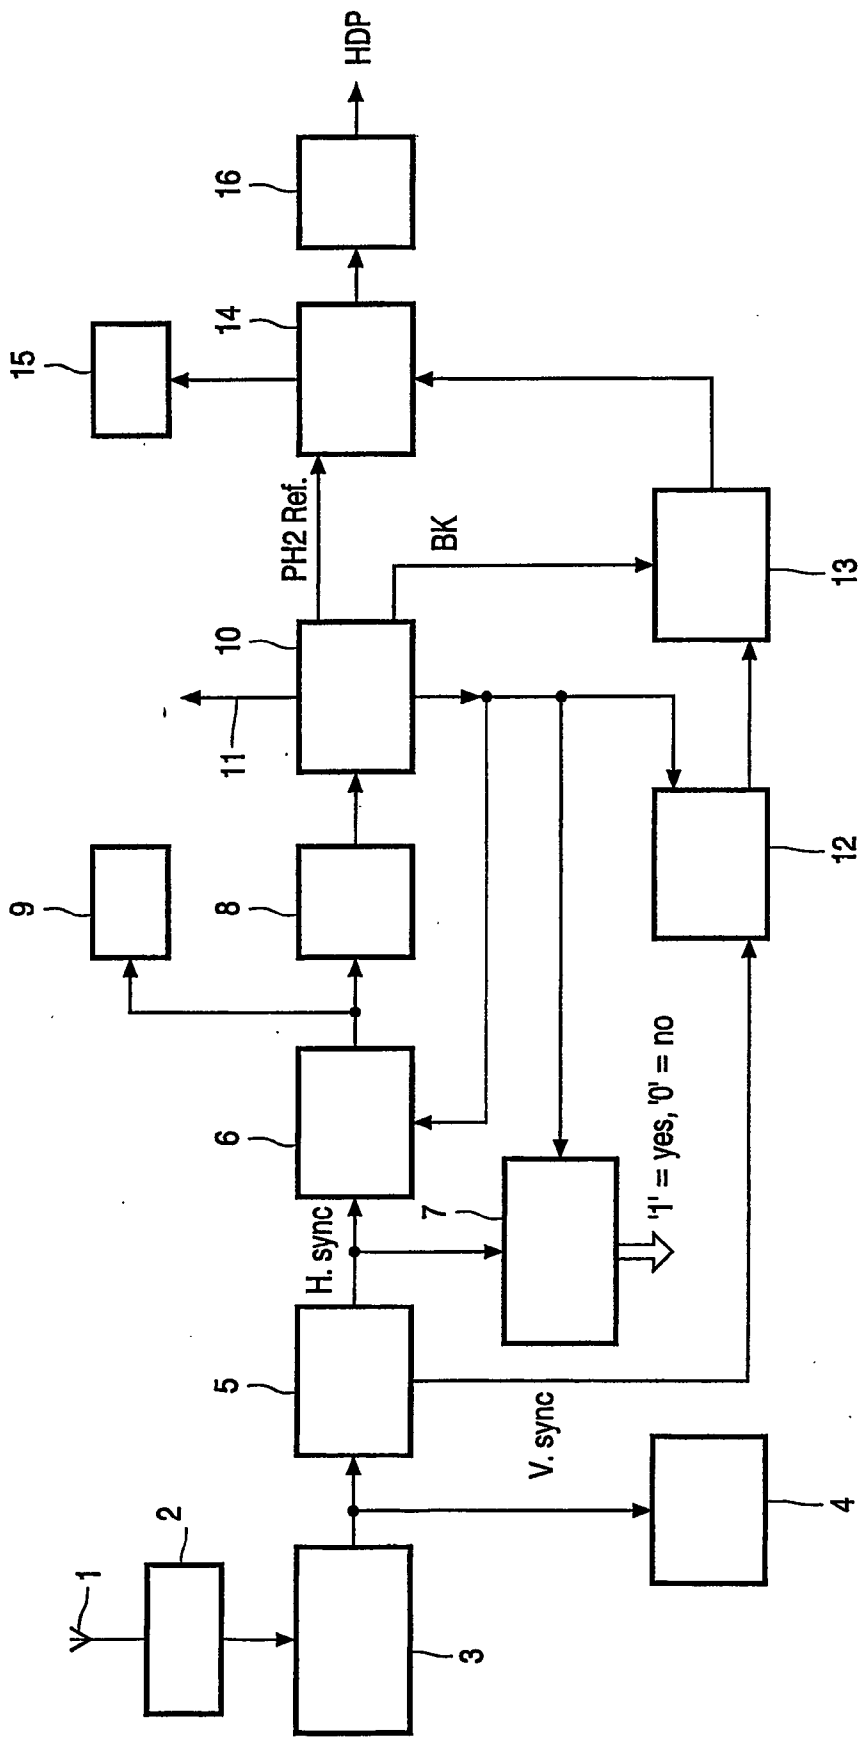 1
2
3
4
5
V. sync
H. sync
6
7
'1' = yes, '0' = no
8
9
10
11
12
BK
PH2 Ref.
13
14
15
16
HDP